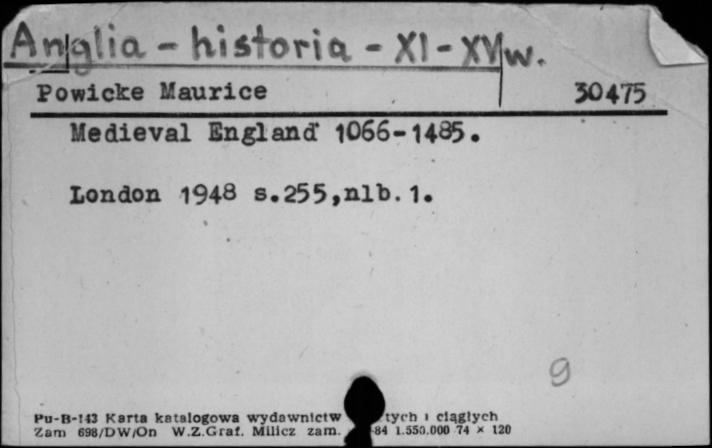 Anglia - historia - XI - XV w.
Powicke Maurice 30475
Medieval England 1066-1485.
London 1948 s.255,nlb.1.
9
Pu-B-143 Karta katalogowa wydawnictw tych i ciągłych
Zam 698/DW/On W.Z.Graf. Milicz zam. 84 1.550.000 74 × 120